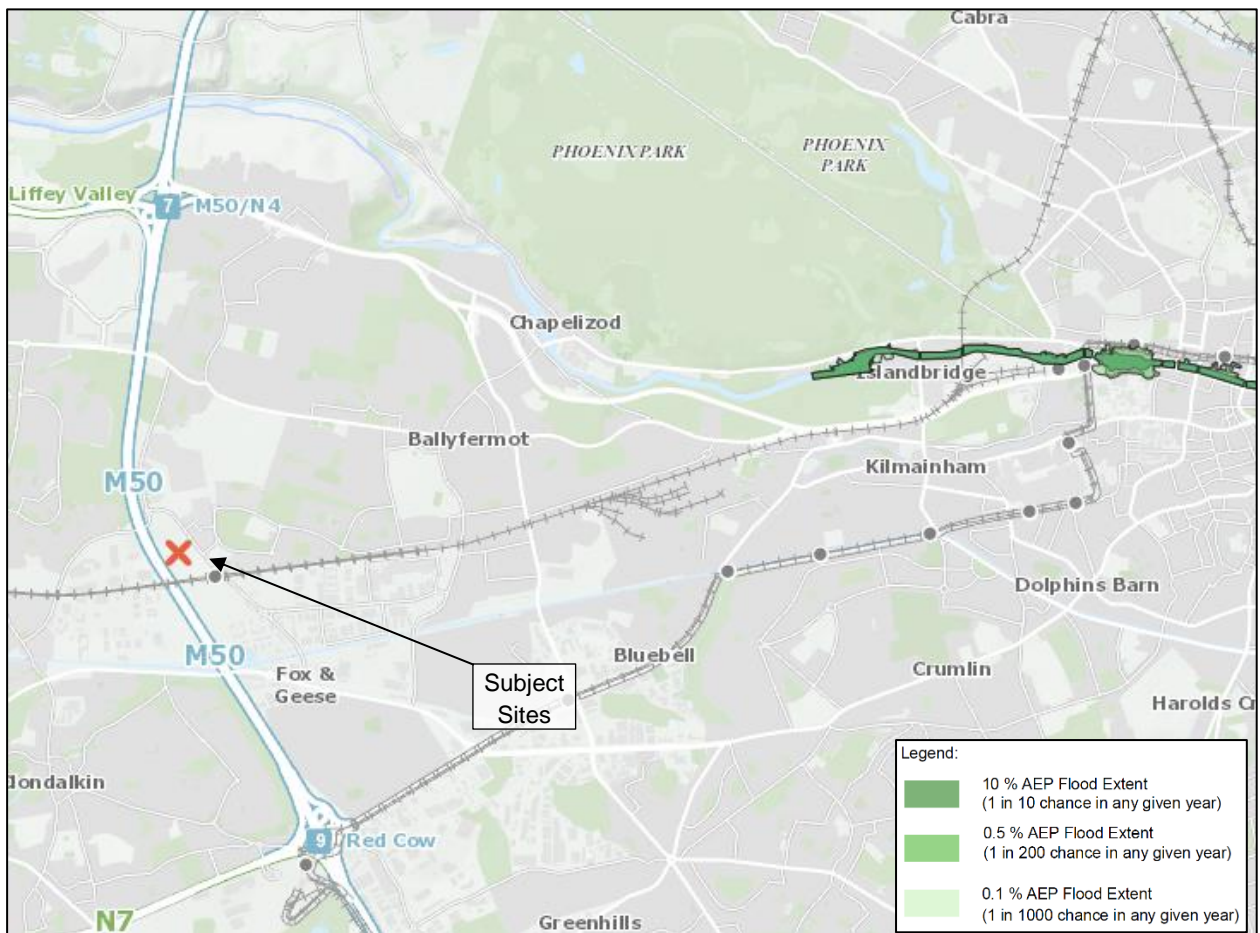 Cabra
PHOENIX PARK
PHOENIX
PARK
Liffey Valley
7
M50/N4
Chapelizod
Islandbridge
Ballyfermot
Kilmainham
M50
Dolphins Barn
M50
Bluebell
Fox &
Geese
Crumlin
Subject
Sites
Harolds Cr
Clondalkin
9
Red Cow
N7
Greenhills
Legend:
10 % AEP Flood Extent
(1 in 10 chance in any given year)
0.5 % AEP Flood Extent
(1 in 200 chance in any given year)
0.1 % AEP Flood Extent
(1 in 1000 chance in any given year)